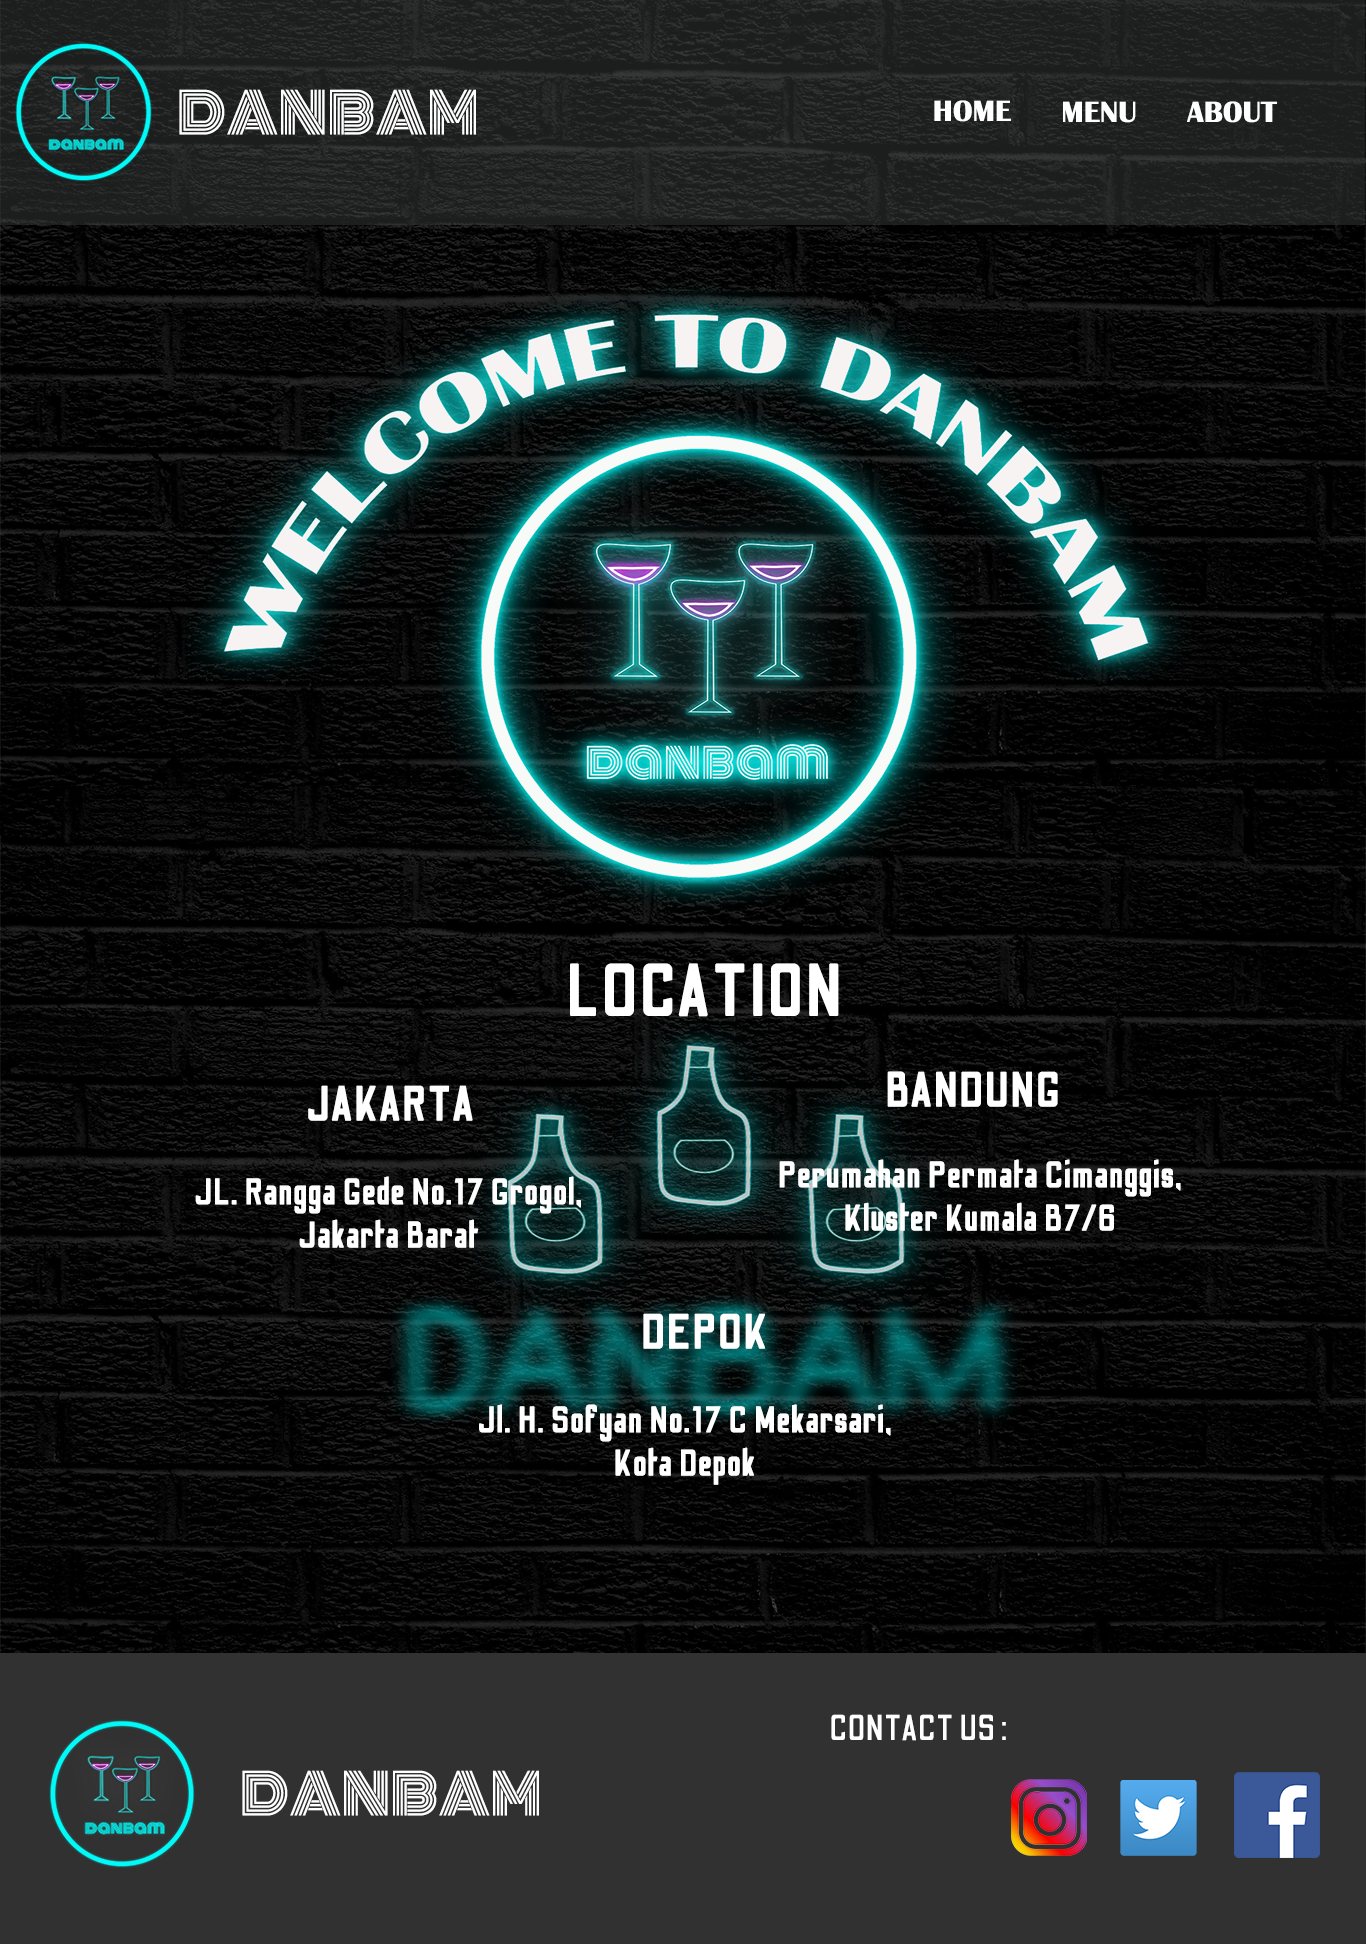 DANBAM
DANBAM
HOME
MENU
ABOUT
WELCOME TO DANBAM
DANBAM
LOCATION
JAKARTA
JL. Rangga Gede No.17 Grogol,
Jakarta Barat
BANDUNG
Perumahan Permata Cimanggis,
Kluster Kumala B7/6
DANBAM
DEPOK
Jl. H. Sofyan No.17 C Mekarsari,
Kota Depok
DANBAM
DANBAM
CONTACT US :